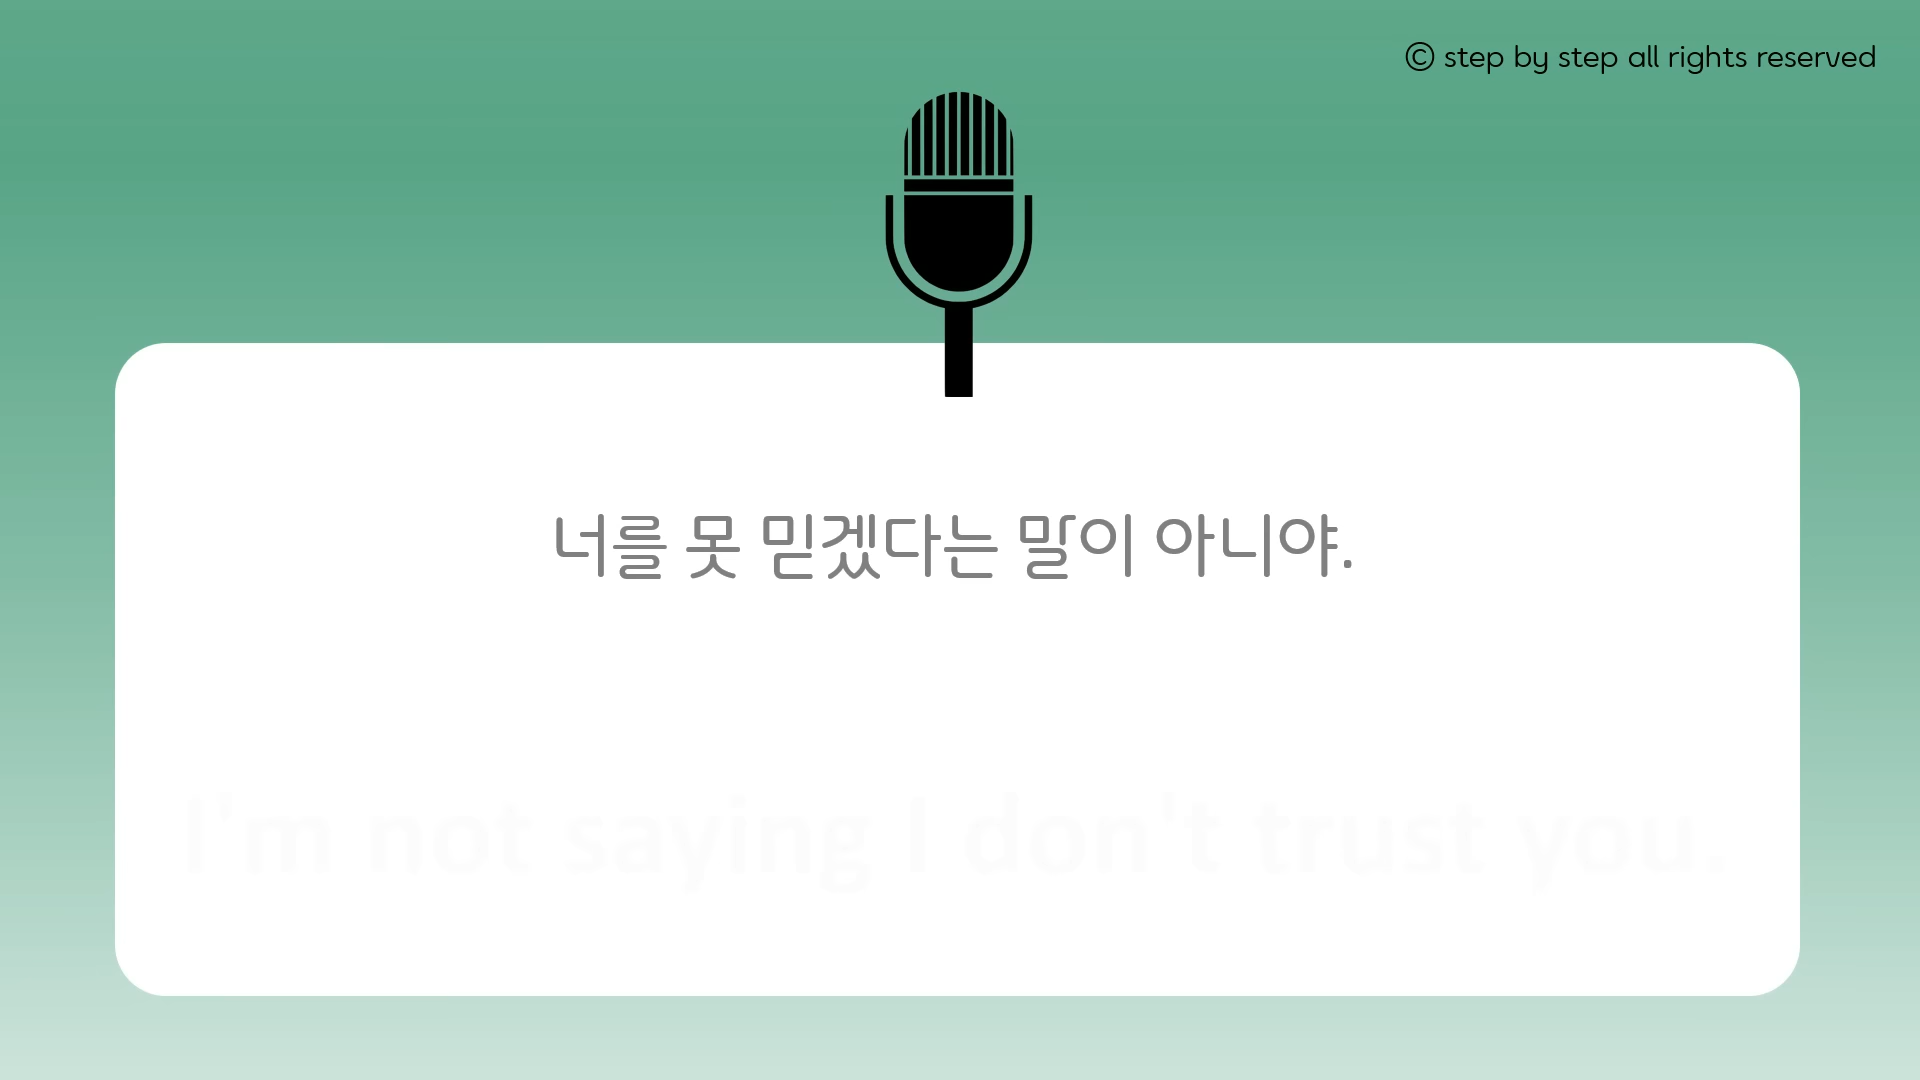 © step by step all rights reserved
너를 못 믿겠다는 말이 아니야.
I'm not saying I don't trust you.